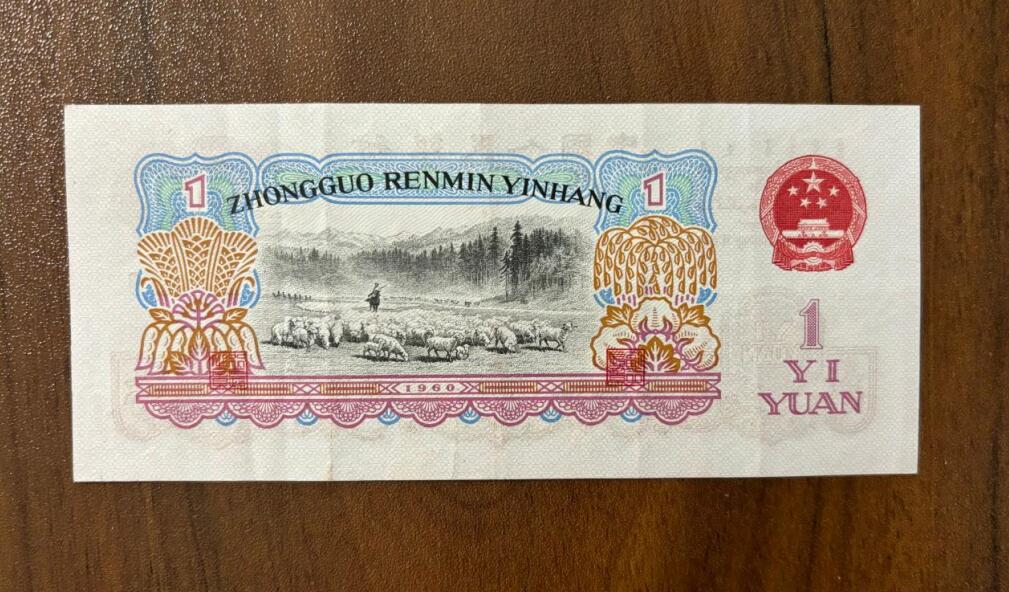 1 ZHONGGUO RENMIN YINHANG 1
1960
1
YI
YUAN